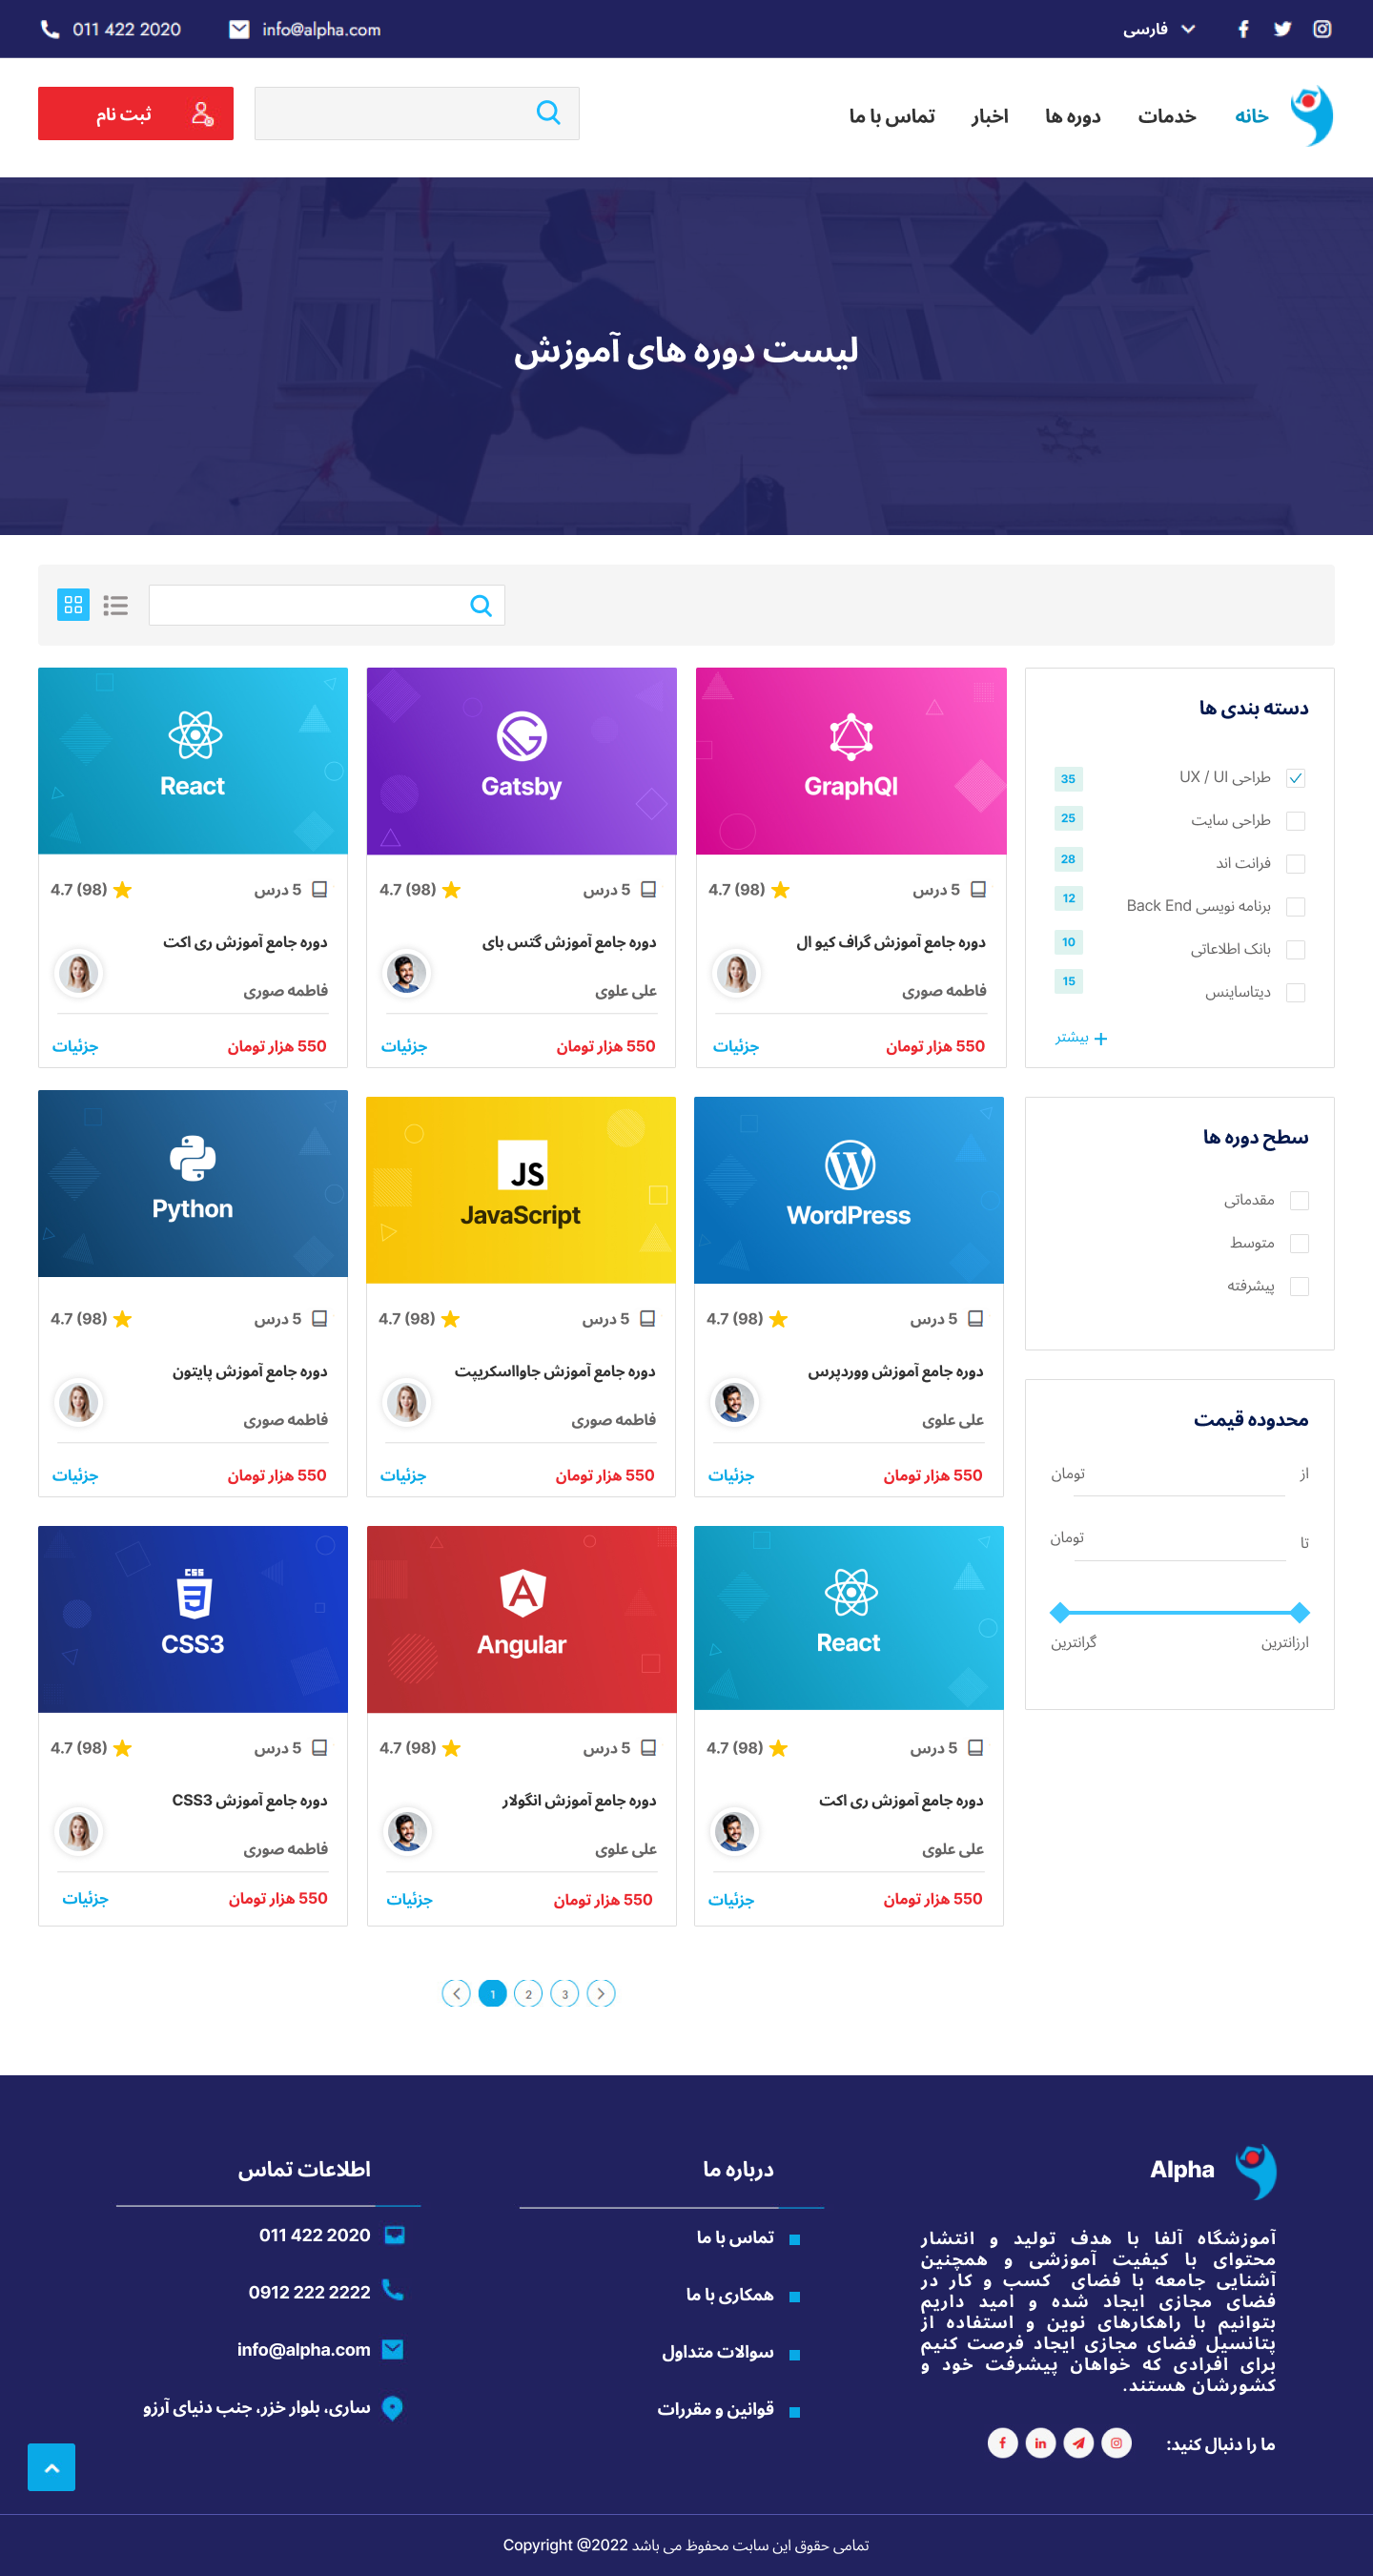 فارسی
info@alpha.com
011 422 2020
خانه
خدمات
دوره ها
اخبار
تماس با ما
ثبت نام
لیست دوره های آموزش
دسته بندی ها
طراحی UX / UI
35
طراحی سایت
25
فرانت اند
28
برنامه نویسی Back End
12
بانک اطلاعاتی
10
دیتاساینس
15
بیشتر
سطح دوره ها
مقدماتی
متوسط
پیشرفته
محدوده قیمت
از
تومان
تا
تومان
ارزانترین
گرانترین
GraphQl
5 درس
4.7 (98)
دوره جامع آموزش گراف کیو ال
فاطمه صوری
550 هزار تومان
جزئیات
Gatsby
5 درس
4.7 (98)
دوره جامع آموزش گتس بای
علی علوی
550 هزار تومان
جزئیات
React
5 درس
4.7 (98)
دوره جامع آموزش ری اکت
فاطمه صوری
550 هزار تومان
جزئیات
WordPress
5 درس
4.7 (98)
دوره جامع آموزش ووردپرس
علی علوی
550 هزار تومان
جزئیات
JS
JavaScript
5 درس
4.7 (98)
دوره جامع آموزش جاوااسکریپت
فاطمه صوری
550 هزار تومان
جزئیات
Python
5 درس
4.7 (98)
دوره جامع آموزش پایتون
فاطمه صوری
550 هزار تومان
جزئیات
React
5 درس
4.7 (98)
دوره جامع آموزش ری اکت
علی علوی
550 هزار تومان
جزئیات
Angular
5 درس
4.7 (98)
دوره جامع آموزش انگولار
علی علوی
550 هزار تومان
جزئیات
CSS
CSS3
5 درس
4.7 (98)
دوره جامع آموزش CSS3
فاطمه صوری
550 هزار تومان
جزئیات
1
2
3
Alpha
آموزشگاه آلفا با هدف تولید و انتشار
محتوای با کیفیت آموزشی و همچنین
آشنایی جامعه با فضای کسب و کار در
فضای مجازی ایجاد شده و امید داریم
بتوانیم با راهکارهای نوین و استفاده از
پتانسیل فضای مجازی ایجاد فرصت کنیم
برای افرادی که خواهان پیشرفت خود و
کشورشان هستند.
ما را دنبال کنید:
درباره ما
تماس با ما
همکاری با ما
سوالات متداول
قوانین و مقررات
اطلاعات تماس
011 422 2020
0912 222 2222
info@alpha.com
ساری، بلوار خزر، جنب دنیای آرزو
تمامی حقوق این سابت محفوظ می باشد Copyright @2022